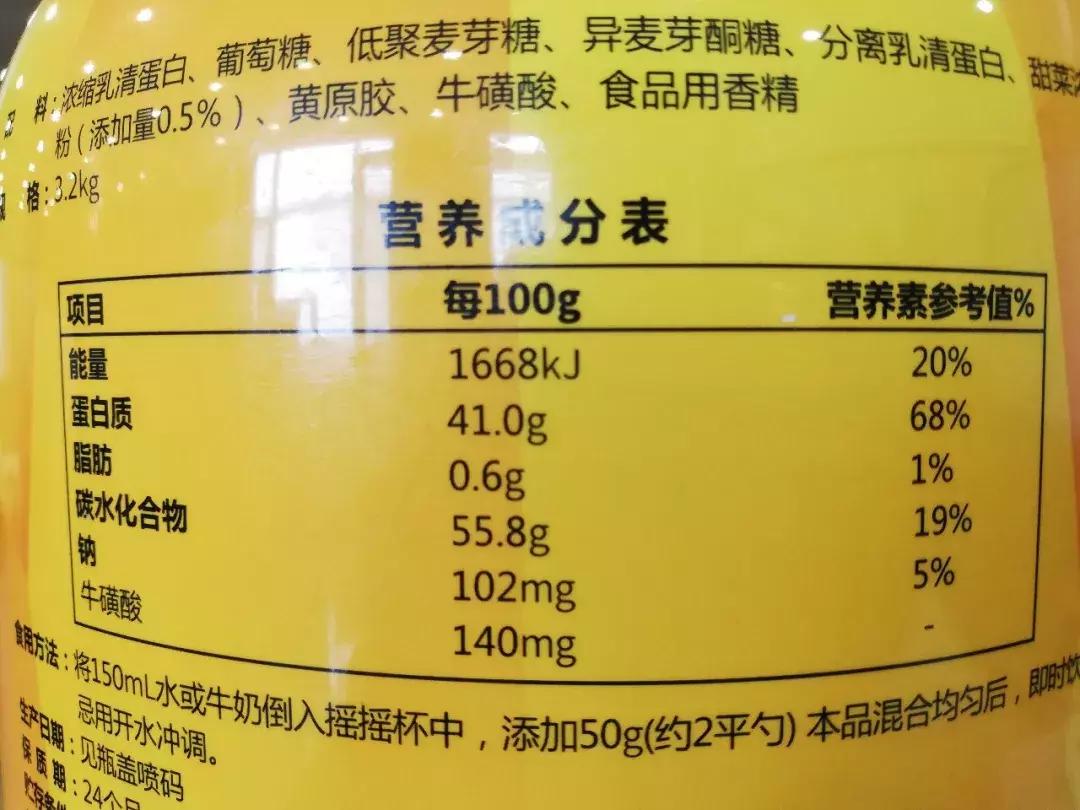 料：浓缩乳清蛋白、葡萄糖、低聚麦芽糖、异麦芽酮糖、分离乳清蛋白、甜菜
粉（添加量0.5%）、黄原胶、牛磺酸、食品用香精
格：3.2kg
营养成分表
项目 每100g 营养素参考值%
能量 1668kJ 20%
蛋白质 41.0g 68%
脂肪 0.6g 1%
碳水化合物 55.8g 19%
钠 102mg 5%
牛磺酸 140mg -
食用方法：将150mL水或牛奶倒入摇摇杯中，添加50g(约2平勺) 本品混合均匀后，即时饮
忌用开水冲调。
生产日期：见瓶盖喷码
保质期：24个月
贮存条件